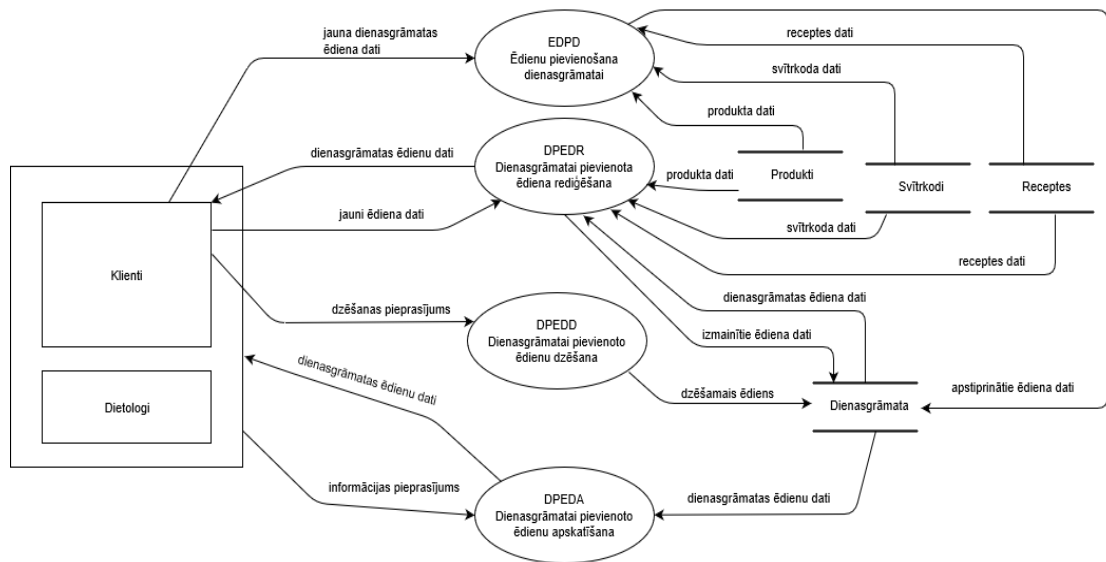 jauna dienasgrāmatas
ēdiena dati
EDPD
Ēdienu pievienošana
dienasgrāmatai
receptes dati
svītrkoda dati
produkta dati
dienasgrāmatas ēdienu dati
DPEDR
Dienasgrāmatai pievienota
ēdiena rediģēšana
produkta dati
Produkti
Svītrkodi
Receptes
jauni ēdiena dati
svītrkoda dati
receptes dati
Klienti
dzēšanas pieprasījums
DPEDD
Dienasgrāmatai pievienoto
ēdienu dzēšana
dienasgrāmatas ēdiena dati
izmainītie ēdiena dati
dienasgrāmatas ēdienu dati
dzēšamais ēdiens
Dienasgrāmata
apstiprinātie ēdiena dati
Dietologi
informācijas pieprasījums
DPEDA
Dienasgrāmatai pievienoto
ēdienu apskatīšana
dienasgrāmatas ēdienu dati